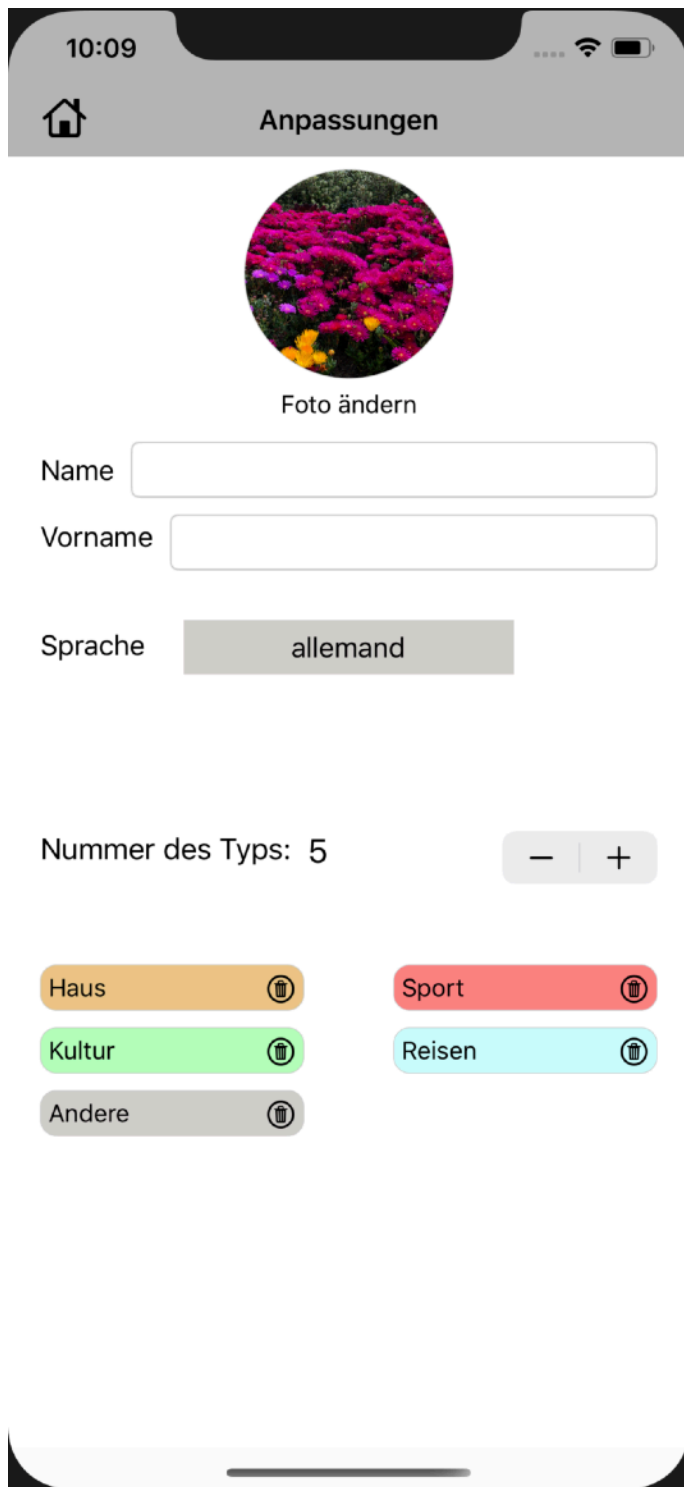 10:09
Anpassungen
Foto ändern
Name
Vorname
Sprache allemand
Nummer des Typs: 5 − +
Haus Sport
Kultur Reisen
Andere